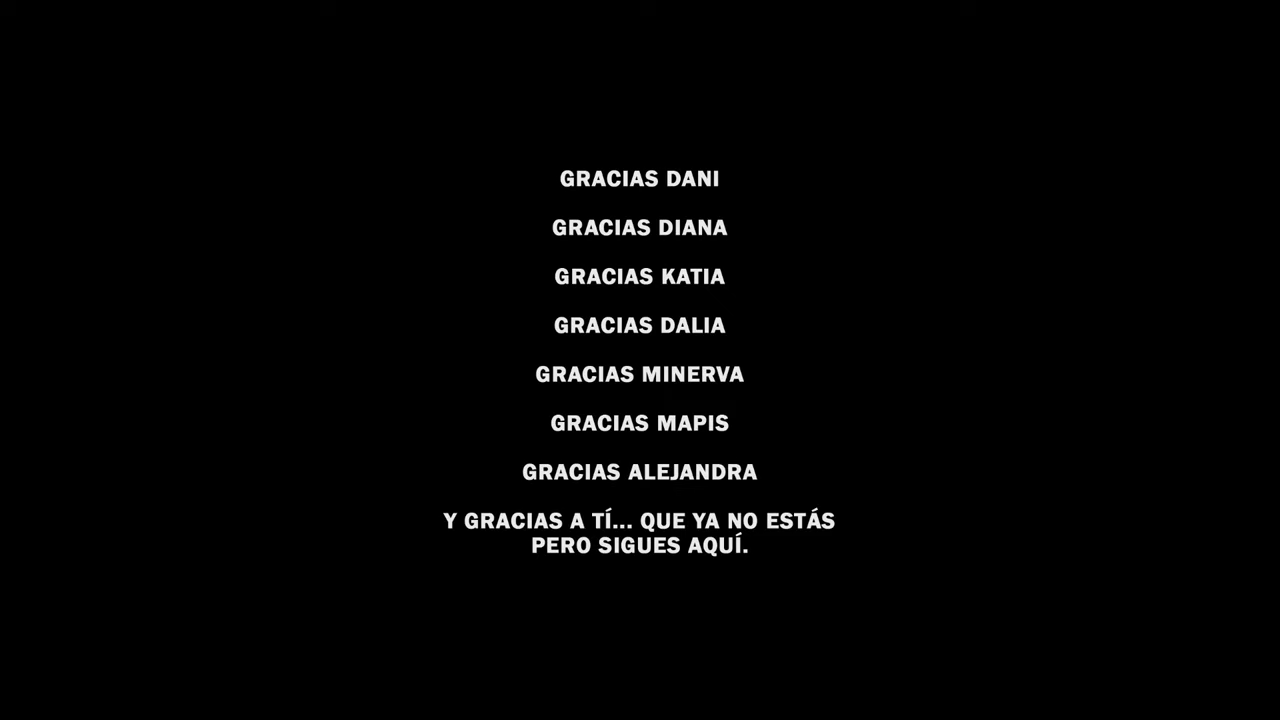 GRACIAS DANI
GRACIAS DIANA
GRACIAS KATIA
GRACIAS DALIA
GRACIAS MINERVA
GRACIAS MAPIS
GRACIAS ALEJANDRA
Y GRACIAS A TÍ... QUE YA NO ESTÁS
PERO SIGUES AQUÍ.